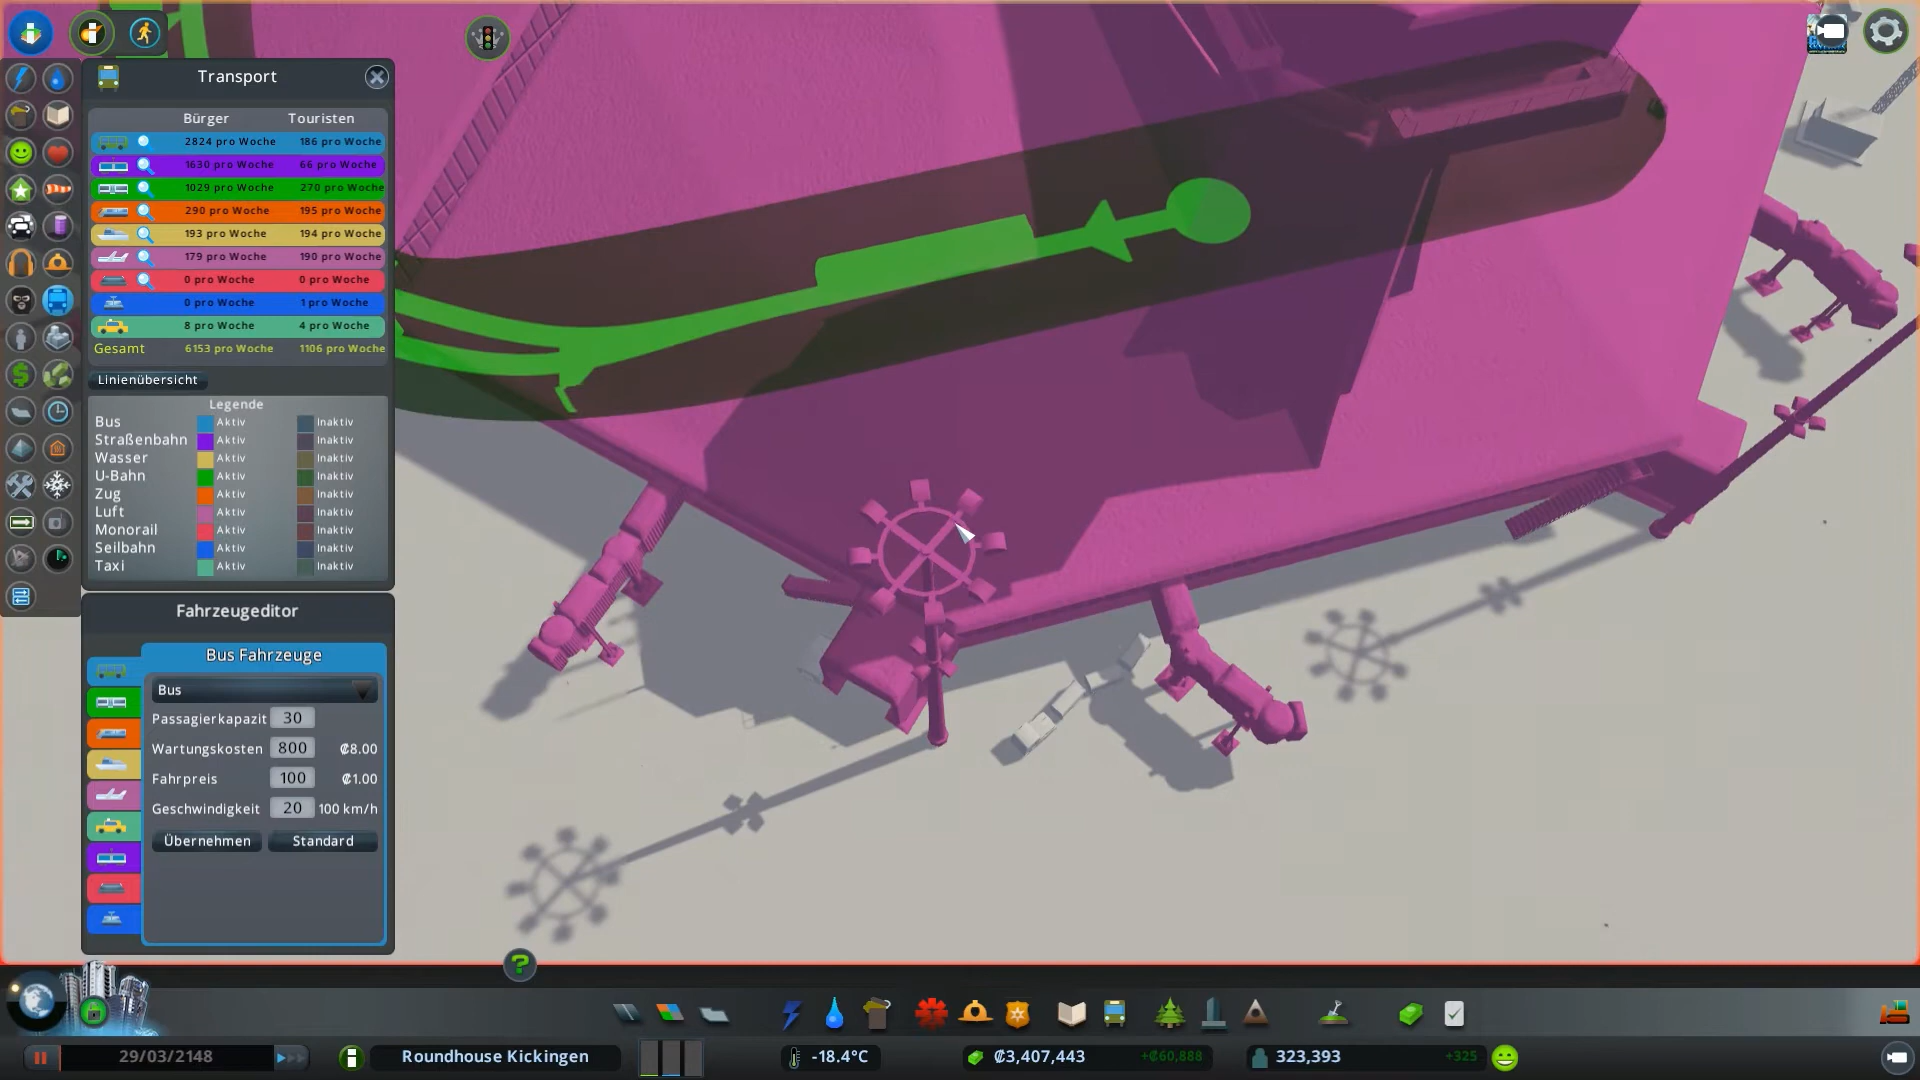 Transport
Bürger Touristen
2824 pro Woche 186 pro Woche
1630 pro Woche 66 pro Woche
1029 pro Woche 270 pro Woche
290 pro Woche 195 pro Woche
193 pro Woche 194 pro Woche
179 pro Woche 190 pro Woche
0 pro Woche 0 pro Woche
0 pro Woche 1 pro Woche
8 pro Woche 4 pro Woche
Gesamt 6153 pro Woche 1106 pro Woche
Linienübersicht
Legende
Bus Aktiv Inaktiv
Straßenbahn Aktiv Inaktiv
Wasser Aktiv Inaktiv
U-Bahn Aktiv Inaktiv
Zug Aktiv Inaktiv
Luft Aktiv Inaktiv
Monorail Aktiv Inaktiv
Seilbahn Aktiv Inaktiv
Taxi Aktiv Inaktiv
Fahrzeugeditor
Bus Fahrzeuge
Bus
Passagierkapazit 30
Wartungskosten 800 ₡8.00
Fahrpreis 100 ₡1.00
Geschwindigkeit 20 100 km/h
Übernehmen Standard
?
29/03/2148 Roundhouse Kickingen -18.4°C ₡3,407,443 +₡60,888 323,393 +325